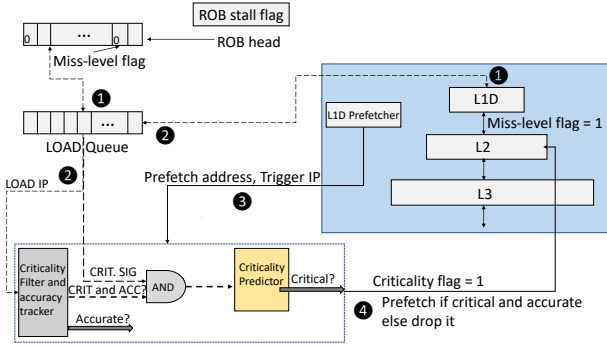 ROB stall flag
0
...
0
ROB head
Miss-level flag
1
1
L1D
...
2
L1D Prefetcher
Miss-level flag = 1
LOAD Queue
L2
2
LOAD IP
Prefetch address, Trigger IP
3
L3
Criticality
Filter and
accuracy
tracker
CRIT. SIG
CRIT and ACC?
AND
Criticality
Predictor
Critical?
Accurate?
Criticality flag = 1
4
Prefetch if critical and accurate
else drop it